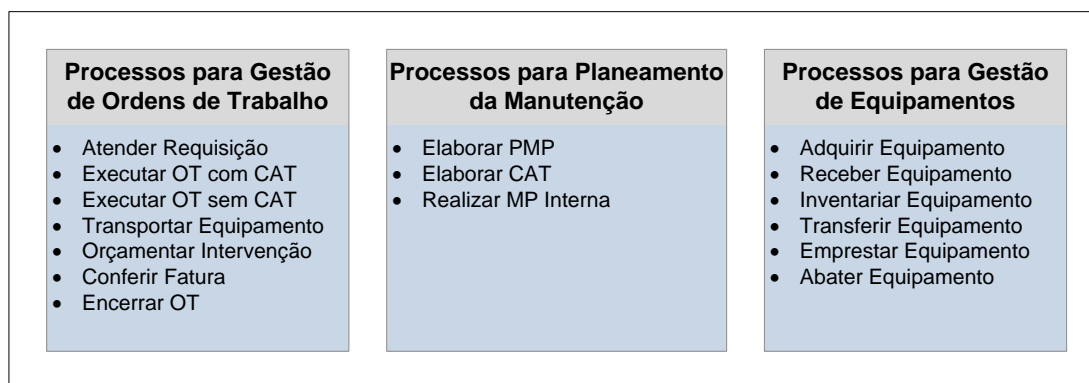 Processos para Gestão
de Ordens de Trabalho
• Atender Requisição
• Executar OT com CAT
• Executar OT sem CAT
• Transportar Equipamento
• Orçamentar Intervenção
• Conferir Fatura
• Encerrar OT
Processos para Planeamento
da Manutenção
• Elaborar PMP
• Elaborar CAT
• Realizar MP Interna
Processos para Gestão
de Equipamentos
• Adquirir Equipamento
• Receber Equipamento
• Inventariar Equipamento
• Transferir Equipamento
• Emprestar Equipamento
• Abater Equipamento